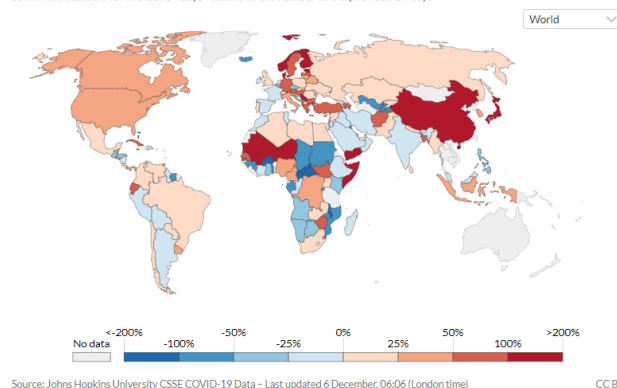 World
<-200%
-50%
0%
50%
>200%
No data
-100%
-25%
25%
100%
Source: Johns Hopkins University CSSE COVID-19 Data – Last updated 6 December, 06:06 (London time)
CC B